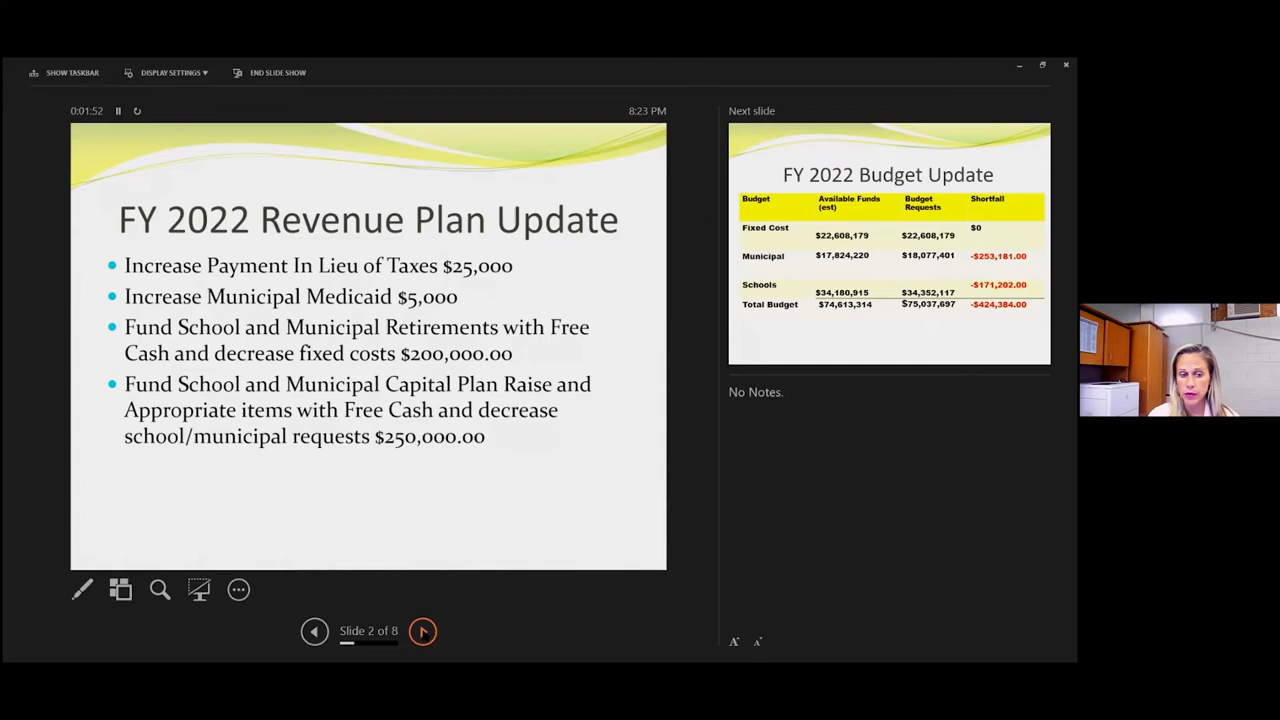 SHOW TASKBAR
DISPLAY SETTINGS ▼
END SLIDE SHOW
0:01:52
8:23 PM
FY 2022 Revenue Plan Update
• Increase Payment In Lieu of Taxes $25,000
• Increase Municipal Medicaid $5,000
• Fund School and Municipal Retirements with Free
Cash and decrease fixed costs $200,000.00
• Fund School and Municipal Capital Plan Raise and
Appropriate items with Free Cash and decrease
school/municipal requests $250,000.00
Slide 2 of 8
Next slide
FY 2022 Budget Update
Budget Available Funds (est) Budget Requests Shortfall
Fixed Cost $22,608,179 $22,608,179 $0
Municipal $17,824,220 $18,077,401 -$253,181.00
Schools $34,180,915 $34,352,117 -$171,202.00
Total Budget $74,613,314 $75,037,697 -$424,384.00
No Notes.
A A